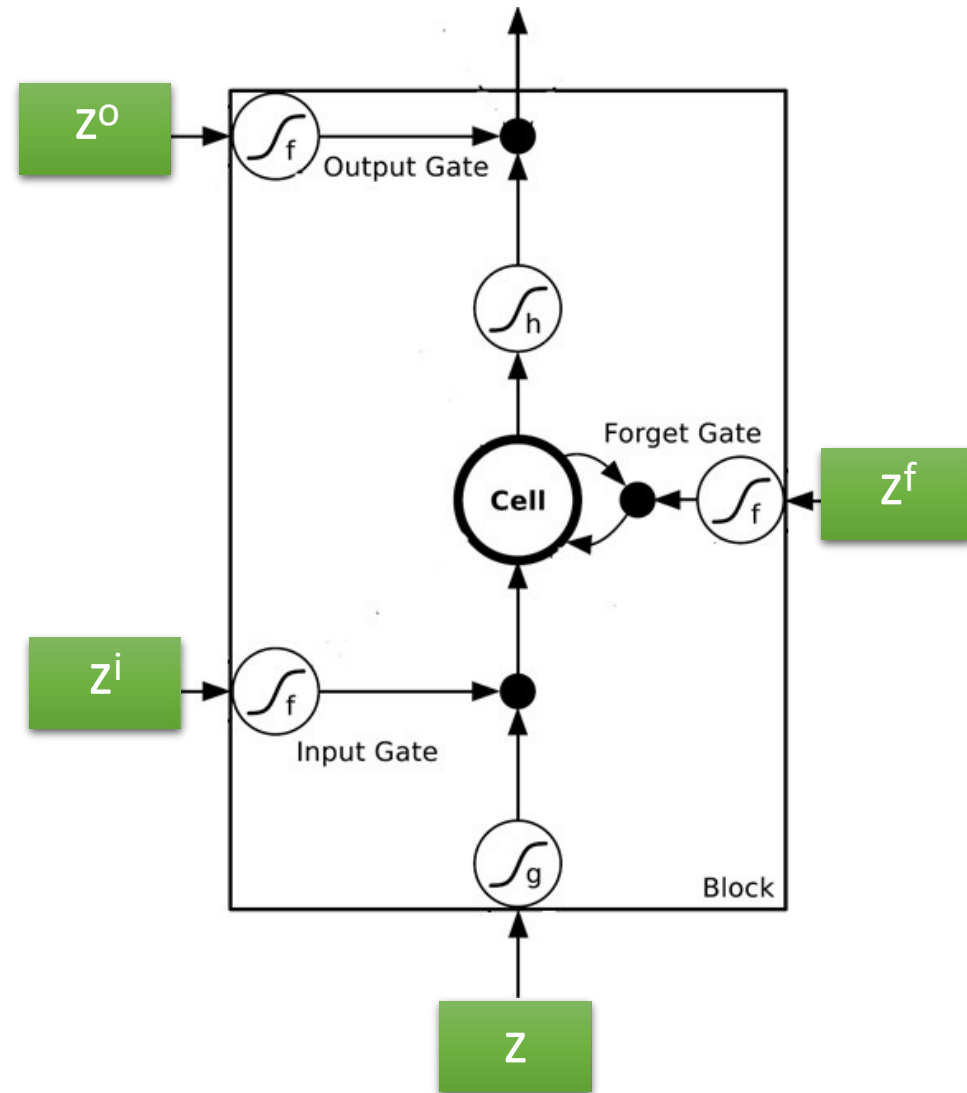 zᵒ
f
Output Gate
h
Forget Gate
Cell
f
zᶠ
zⁱ
f
Input Gate
g
Block
z